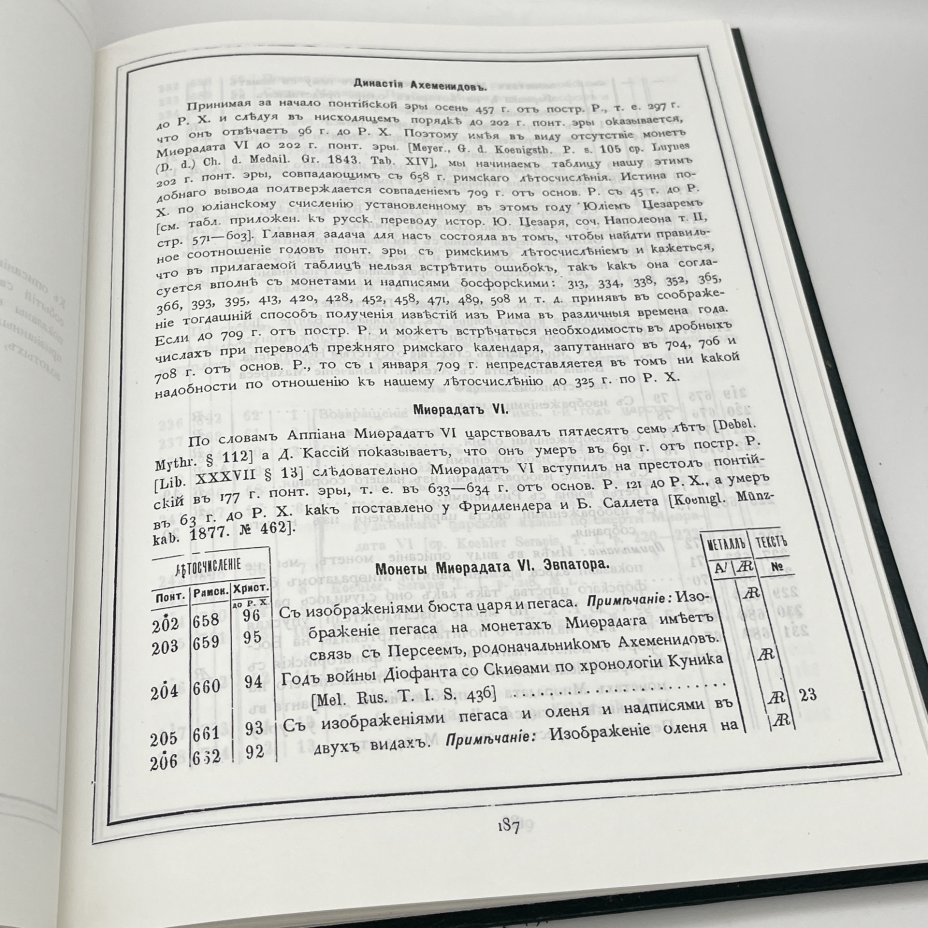 Династія Ахеменидовъ.
Принимая за начало понтійской эры осень 457 г. отъ постр. Р., т. е. 297 г.
до Р. Х. и слѣдуя въ нисходящемъ порядкѣ до 202 г. понт. эры оказывается,
что онъ отвѣчаетъ 96 г. до Р. Х. Поэтому имѣя въ виду отсутствіе монетъ
Миѳрадата VI до 202 г. понт. эры. [Meyer., G. d. Koenigsth. P. s. 105 ср. Luynes
(D. d.) Ch. d. Medail. Gr. 1843. Tab. XIV], мы начинаемъ таблицу нашу этимъ
202 г. понт. эры, совпадающимъ съ 658 г. римскаго лѣтосчисленія. Истина по-
добнаго вывода подтверждается совпаденіемъ 709 г. отъ основ. Р. съ 45 г. до Р.
Х. по юліанскому счисленію установленному въ этомъ году Юліемъ Цезаремъ
[см. табл. приложен. къ русск. переводу истор. Ю. Цезаря, соч. Наполеона т. II,
стр. 571—603]. Главная задача для насъ состояла въ томъ, чтобы найти правиль-
ное соотношеніе годовъ понт. эры съ римскимъ лѣтосчисленіемъ и кажеться,
что въ прилагаемой таблицѣ нельзя встрѣтить ошибокъ, такъ какъ она согла-
суется вполнѣ съ монетами и надписями босфорскими: 313, 334, 338, 352, 365,
366, 393, 395, 413, 420, 428, 452, 458, 471, 489, 508 и т. д. принявъ въ соображе-
ніе тогдашній способъ полученія извѣстій изъ Рима въ различныя времена года.
Если до 709 г. отъ постр. Р. и можетъ встрѣчаться необходимость въ дробныхъ
числахъ при переводѣ прежняго римскаго календаря, запутаннаго въ 704, 706 и
708 г. отъ основ. Р., то съ 1 января 709 г. непредставляется въ томъ ни какой
надобности по отношенію къ нашему лѣтосчисленію до 325 г. по Р. Х.
Миѳрадатъ VI.
По словамъ Аппіана Миѳрадатъ VI царствовалъ пятдесятъ семь лѣтъ [Debel.
Mythr. § 112] а Д. Кассій показываетъ, что онъ умеръ въ 691 г. отъ постр. Р.
[Lib. XXXVII § 13] слѣдовательно Миѳрадатъ VI вступилъ на престолъ понтій-
скій въ 177 г. понт. эры, т. е. въ 633—634 г. отъ основ. Р. 121 до Р. Х., а умеръ
въ 63 г. до Р. Х. какъ поставлено у Фридлендера и Б. Саллета [Koenigl. Münz-
kab. 1877. № 462].
ЛѢТОСЧИСЛЕНІЕ
Понт. Рамск. Христ.
до Р. Х.
Монеты Миѳрадата VI. Эвпатора.
МЕТАЛЛЪ ТЕКСТЪ
А/ ÆR №
202 658 96 Съ изображеніями бюста царя и пегаса. Примѣчаніе: Изо- ÆR
203 659 95 браженіе пегаса на монетахъ Миѳрадата имѣетъ
связь съ Персеемъ, родоначальникомъ Ахеменидовъ.
204 660 94 Годъ войны Діофанта со Скиѳами по хронологіи Куника ÆR
[Mel. Rus. T. I. S. 436]
205 661 93 Съ изображеніями пегаса и оленя и надписями въ ÆR 23
206 662 92 двухъ видахъ. Примѣчаніе: Изображеніе оленя на ÆR
187